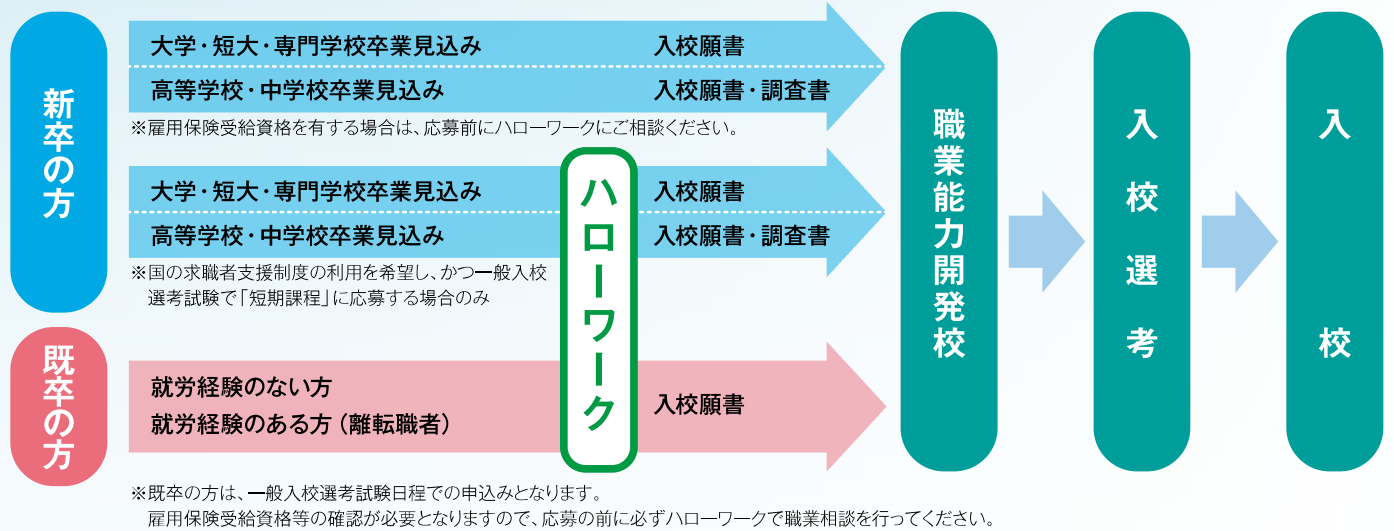 新卒の方
大学・短大・専門学校卒業見込み 入校願書
高等学校・中学校卒業見込み 入校願書・調査書
※雇用保険受給資格を有する場合は、応募前にハローワークにご相談ください。
大学・短大・専門学校卒業見込み 入校願書
高等学校・中学校卒業見込み 入校願書・調査書
※国の求職者支援制度の利用を希望し、かつ一般入校
選考試験で「短期課程」に応募する場合のみ
ハローワーク
既卒の方
就労経験のない方
就労経験のある方（離転職者）
入校願書
※既卒の方は、一般入校選考試験日程での申込みとなります。
雇用保険受給資格等の確認が必要となりますので、応募の前に必ずハローワークで職業相談を行ってください。
職業能力開発校
入校選考
入校